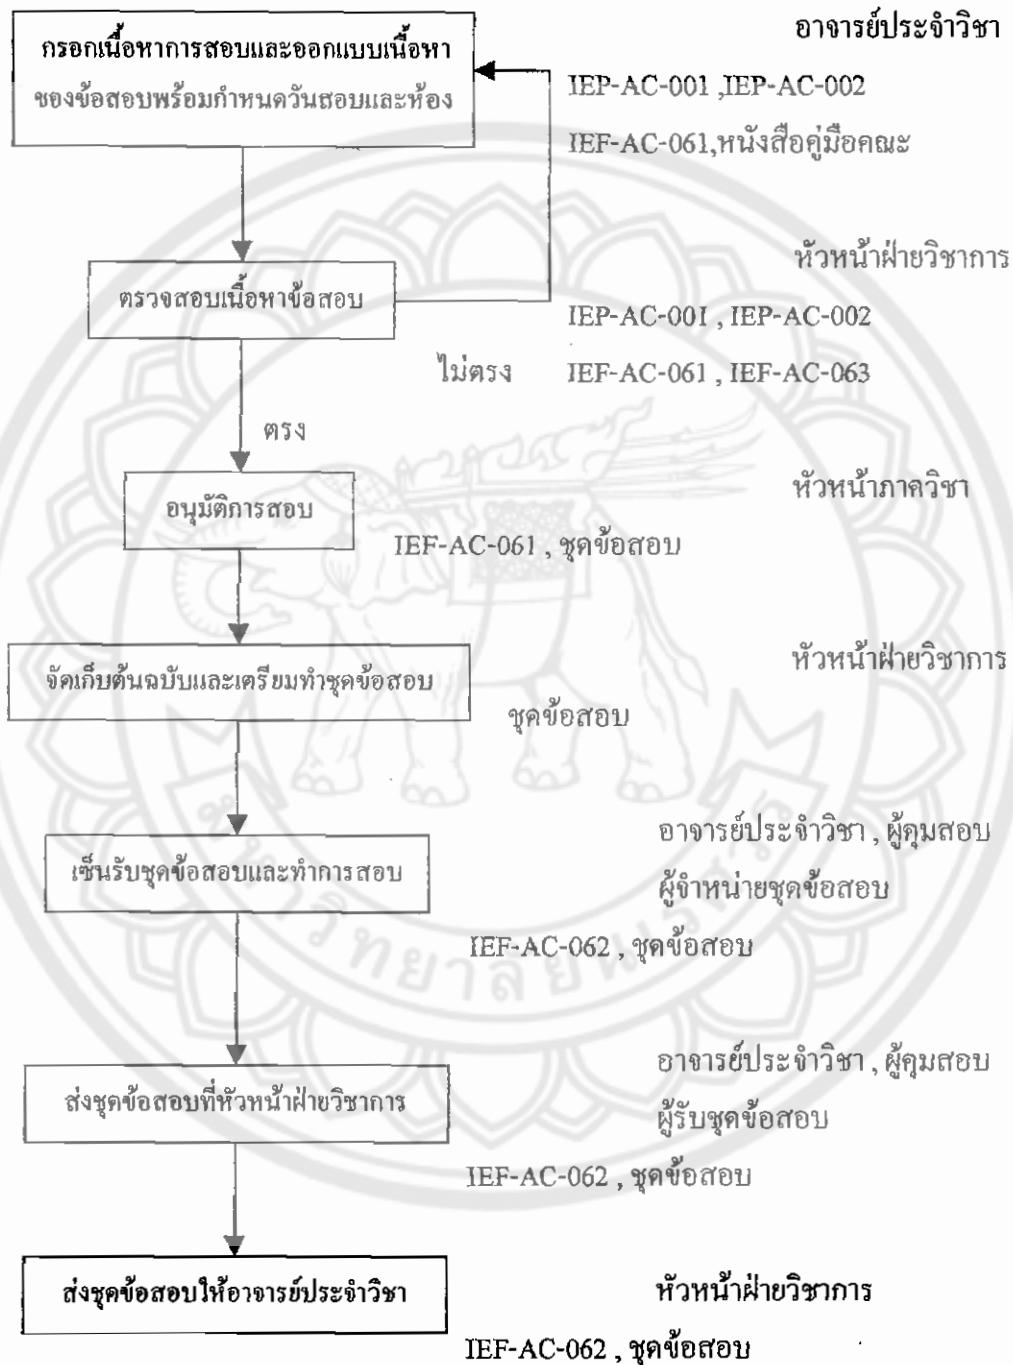 อาจารย์ประจำวิชา
กรอกเนื้อหาการสอบและออกแบบเนื้อหา
ของข้อสอบพร้อมกำหนดวันสอบและห้อง
IEP-AC-001 ,IEP-AC-002
IEF-AC-061,หนังสือคู่มือคณะ
หัวหน้าฝ่ายวิชาการ
ตรวจสอบเนื้อหาข้อสอบ
IEP-AC-001 , IEP-AC-002
ไม่ตรง IEF-AC-061 , IEF-AC-063
ตรง
หัวหน้าภาควิชา
อนุมัติการสอบ
IEF-AC-061 , ชุดข้อสอบ
หัวหน้าฝ่ายวิชาการ
จัดเก็บต้นฉบับและเตรียมทำชุดข้อสอบ
ชุดข้อสอบ
อาจารย์ประจำวิชา , ผู้คุมสอบ
เซ็นรับชุดข้อสอบและทำการสอบ
ผู้จำหน่ายชุดข้อสอบ
IEF-AC-062 , ชุดข้อสอบ
มหาวิทยาลัยนเรศวร
อาจารย์ประจำวิชา , ผู้คุมสอบ
ส่งชุดข้อสอบที่หัวหน้าฝ่ายวิชาการ
ผู้รับชุดข้อสอบ
IEF-AC-062 , ชุดข้อสอบ
ส่งชุดข้อสอบให้อาจารย์ประจำวิชา
หัวหน้าฝ่ายวิชาการ
IEF-AC-062 , ชุดข้อสอบ